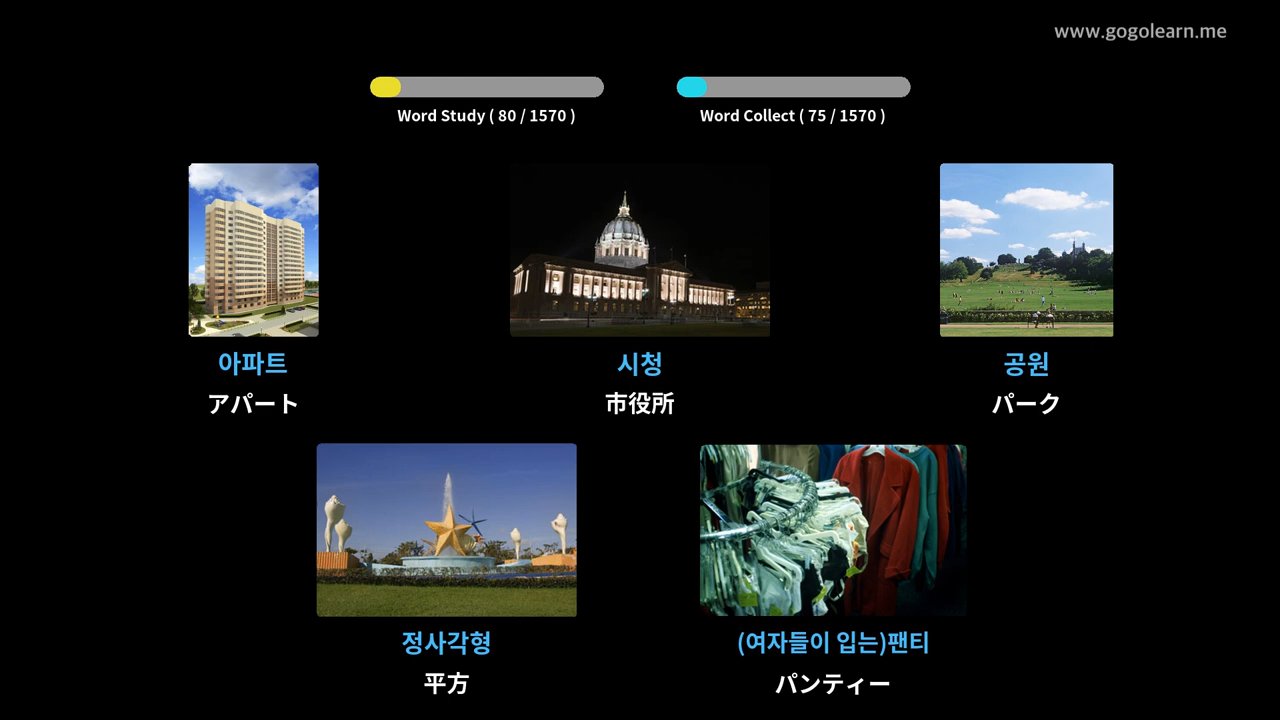 www.gogolearn.me
Word Study ( 80 / 1570 )
Word Collect ( 75 / 1570 )
아파트
アパート
시청
市役所
공원
パーク
정사각형
平方
(여자들이 입는)팬티
パンティー